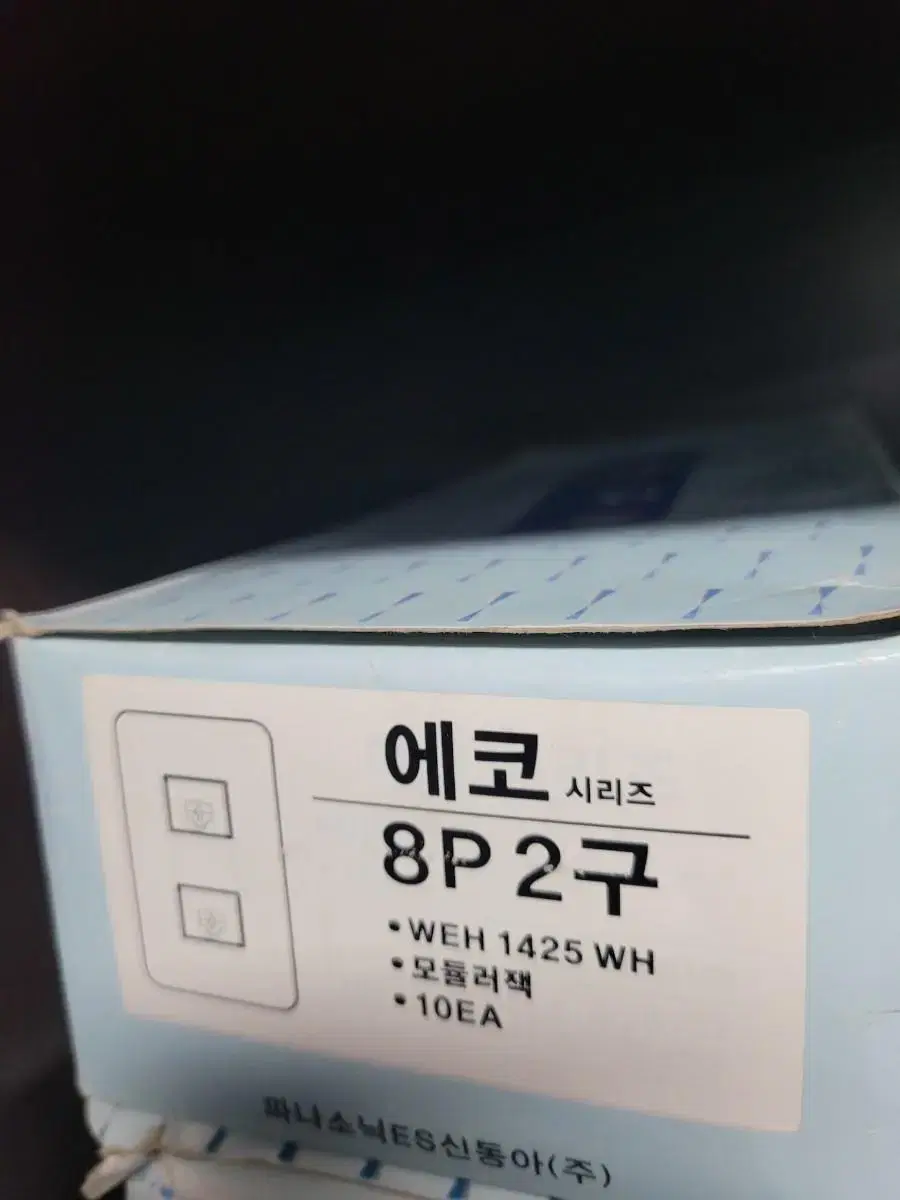 에코 시리즈
8P 2구
•WEH 1425 WH
•모듈러잭
•10EA
파나소닉ES신동아(주)